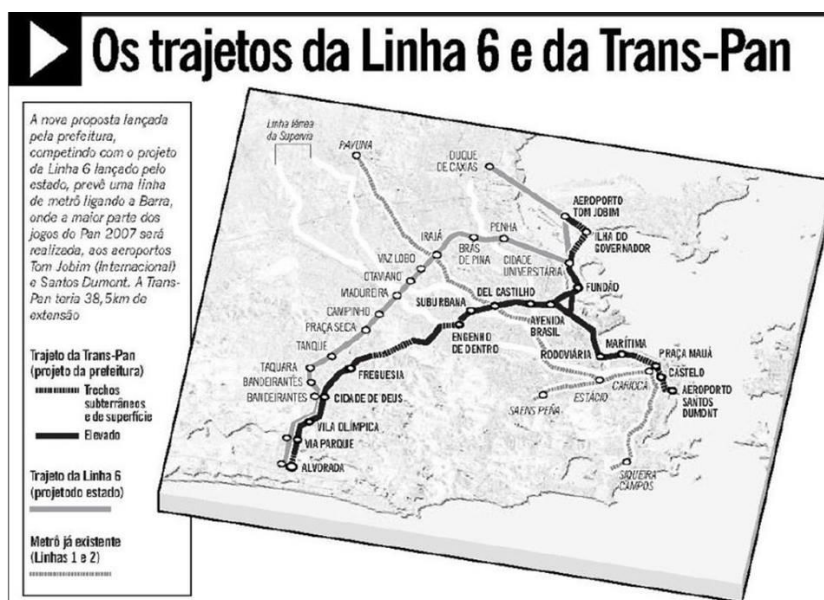 Os trajetos da Linha 6 e da Trans-Pan
A nova proposta lançada
pela prefeitura,
competindo com o projeto
da Linha 6 lançado pelo
estado, prevê uma linha
de metrô ligando a Barra,
onde a maior parte dos
jogos do Pan 2007 será
realizada, aos aeroportos
Tom Jobim (Internacional)
e Santos Dumont. A Trans-
Pan teria 38,5km de
extensão
Trajeto da Trans-Pan
(projeto da prefeitura)
Trechos
subterrâneos
e de superfície
Elevado
Trajeto da Linha 6
(projetodo estado)
Metrô já existente
(Linhas 1 e 2)
Linha férrea
da Supervia
PAVUNA
DUQUE
DE CAXIAS
AEROPORTO
TOM JOBIM
ILHA DO
GOVERNADOR
IRAJÁ
PENHA
BRÁS
DE PINA
CIDADE
UNIVERSITÁRIA
VAZ LOBO
OTAVIANO
MADUREIRA
CAMPINHO
PRAÇA SECA
TANQUE
TAQUARA
BANDEIRANTES
BANDEIRANTES
FUNDÃO
DEL CASTILHO
SUBURBANA
AVENIDA
BRASIL
ENGENHO
DE DENTRO
RODOVIÁRIA
MARÍTIMA
PRAÇA MAUÁ
CASTELO
AEROPORTO
SANTOS
DUMONT
CARIOCA
ESTÁCIO
SAENS PEÑA
FREGUESIA
CIDADE DE DEUS
VILA OLÍMPICA
VIA PARQUE
ALVORADA
SIQUEIRA
CAMPOS